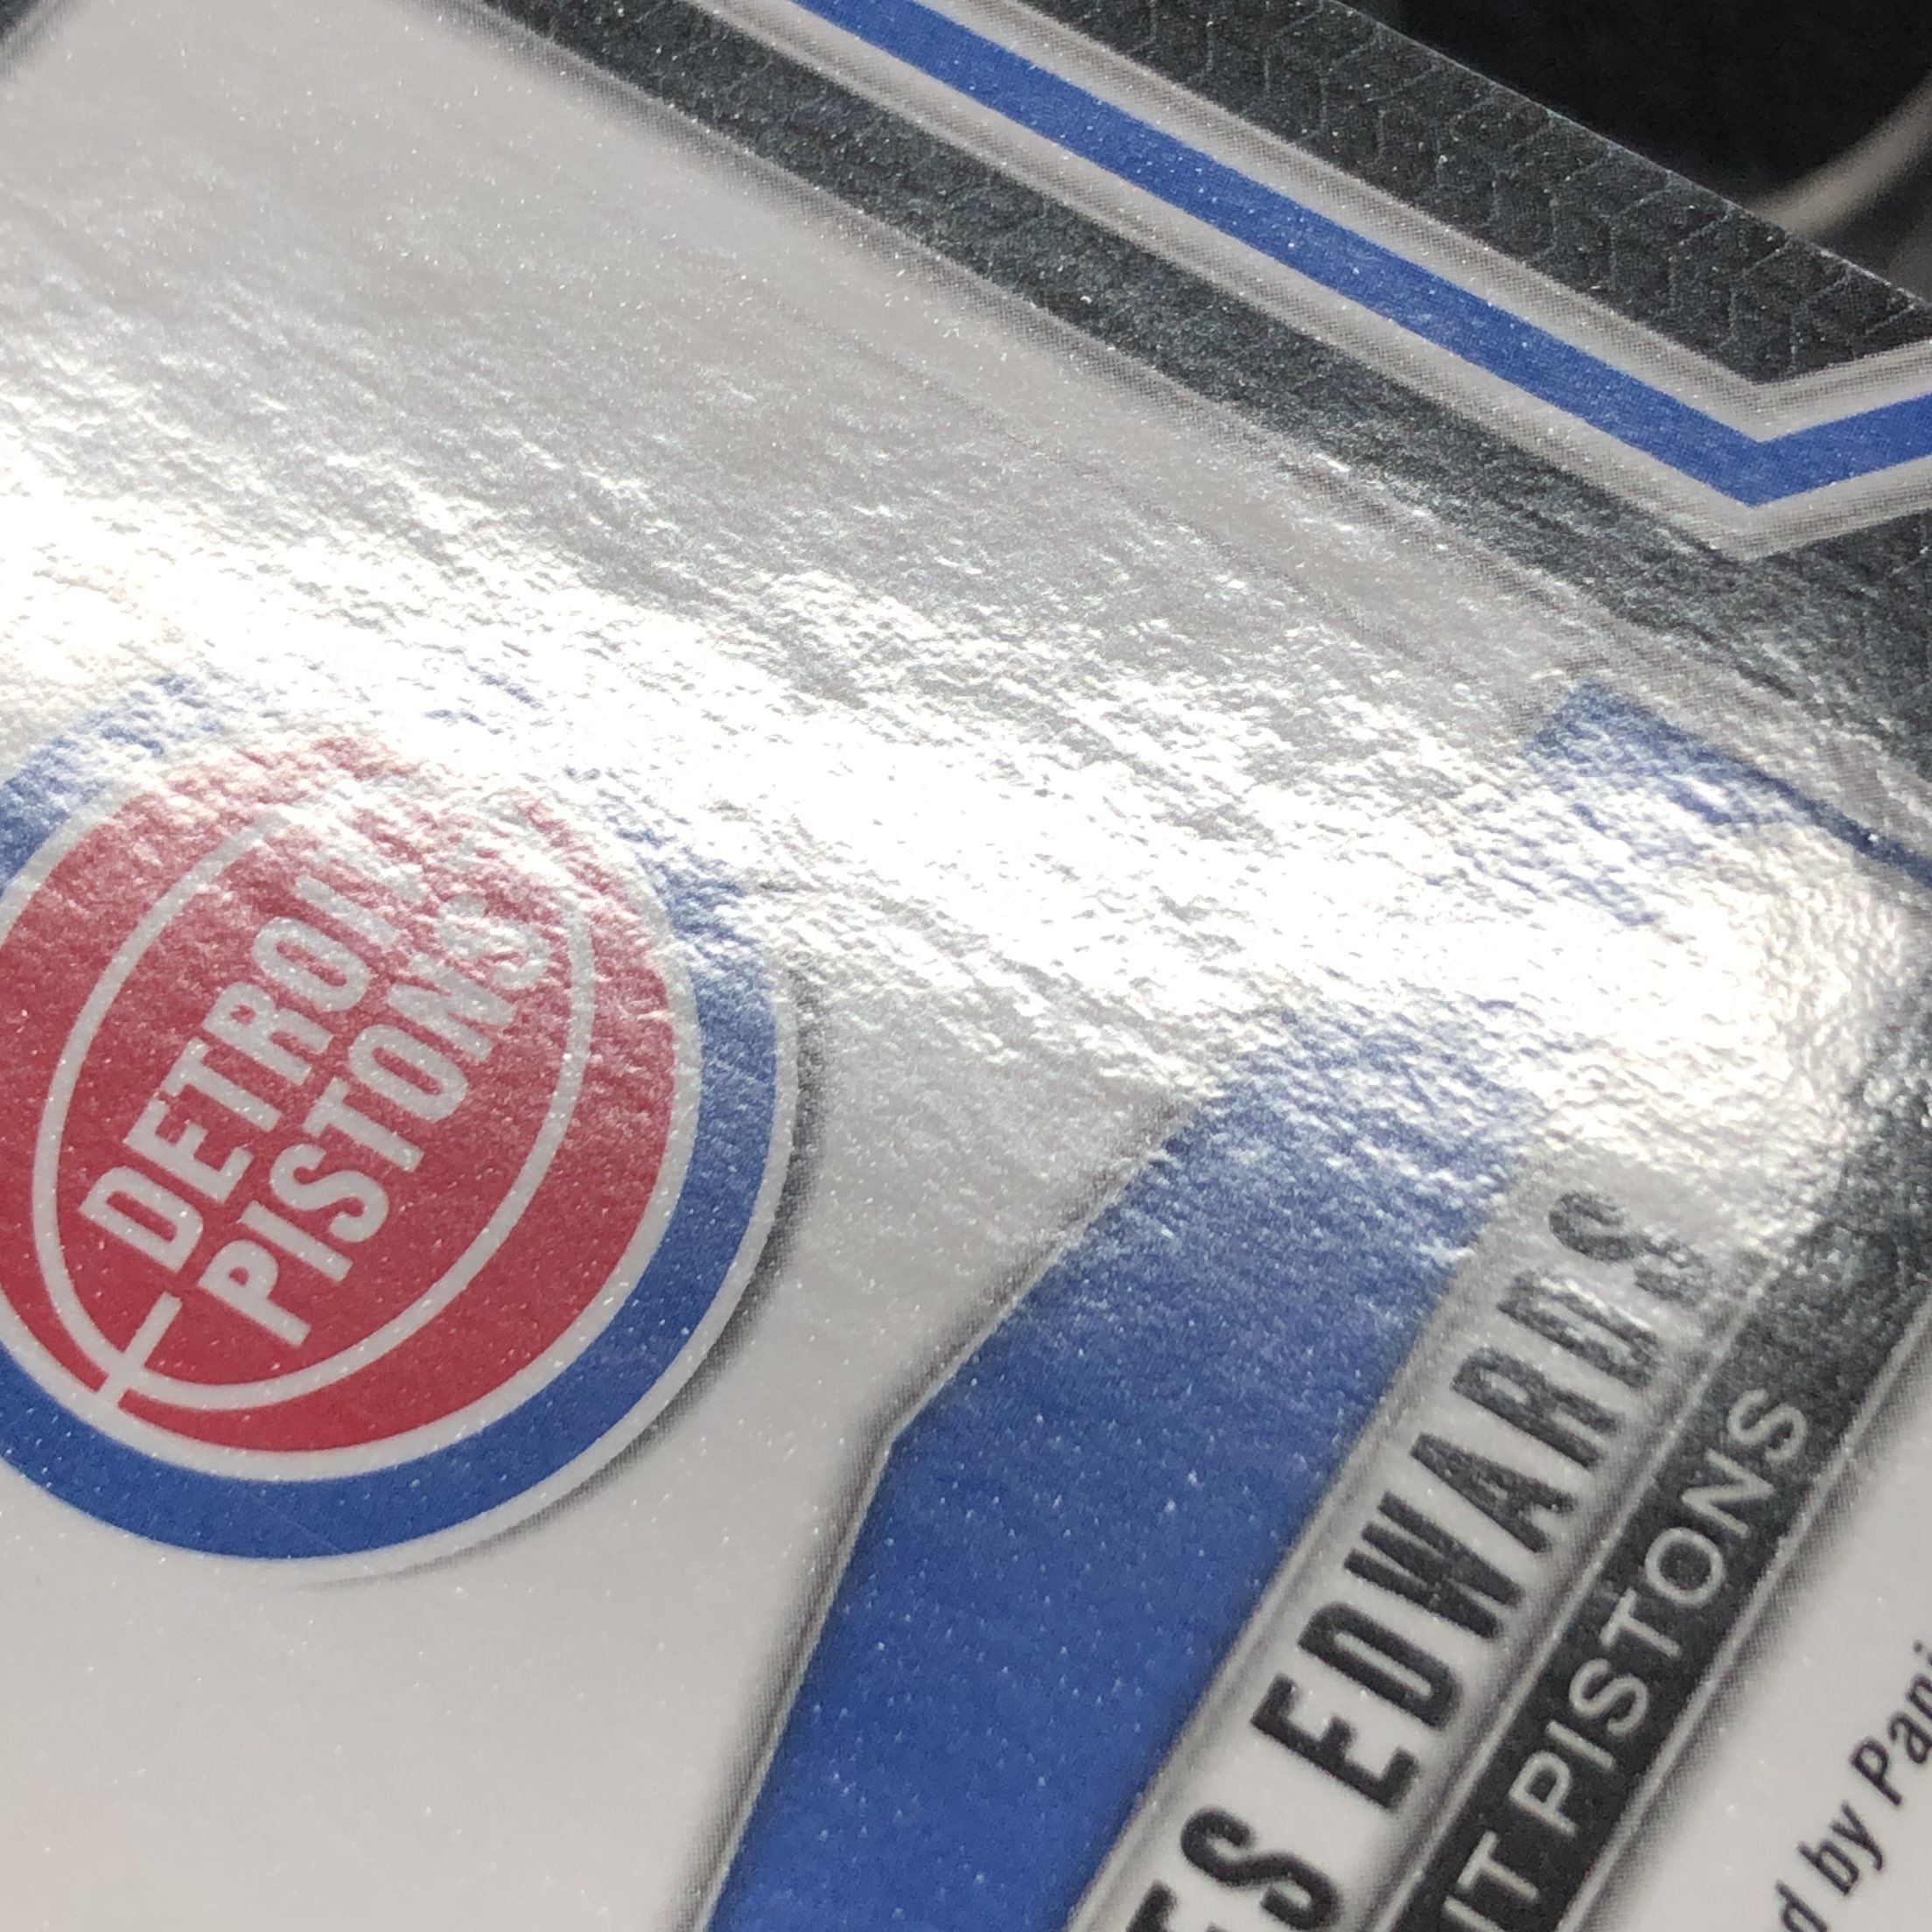 DETROIT
PISTONS
ES EDWARDS
IT PISTONS
d by Pani